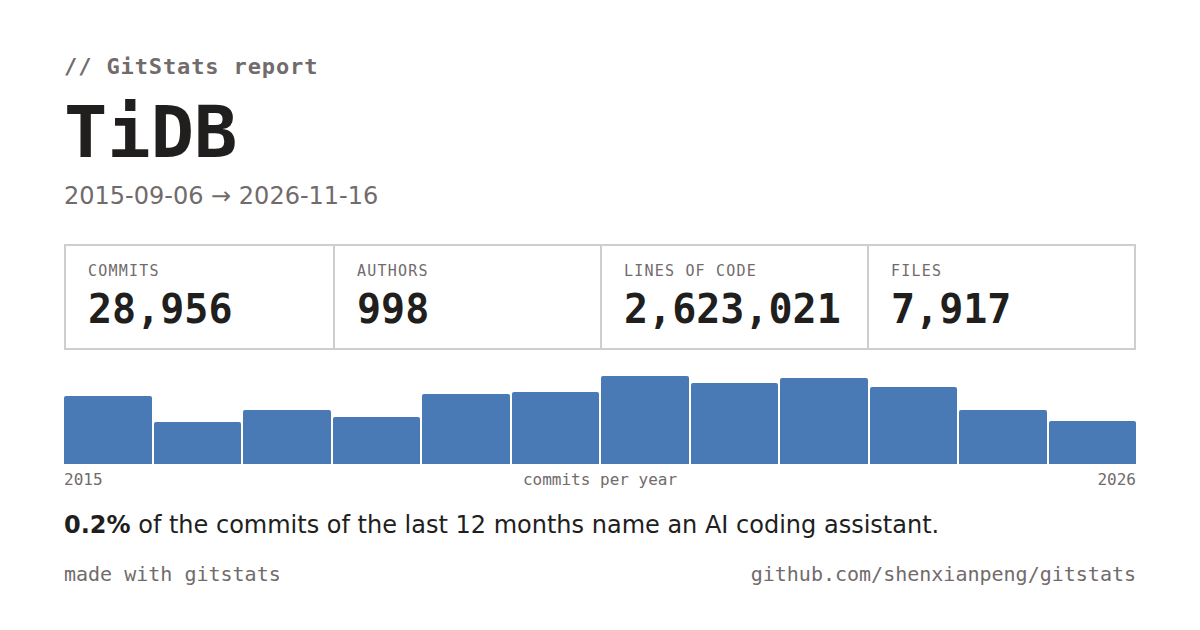 // GitStats report
TiDB
2015-09-06 → 2026-11-16
COMMITS AUTHORS LINES OF CODE FILES
28,956 998 2,623,021 7,917
2015 commits per year 2026
0.2% of the commits of the last 12 months name an AI coding assistant.
made with gitstats github.com/shenxianpeng/gitstats